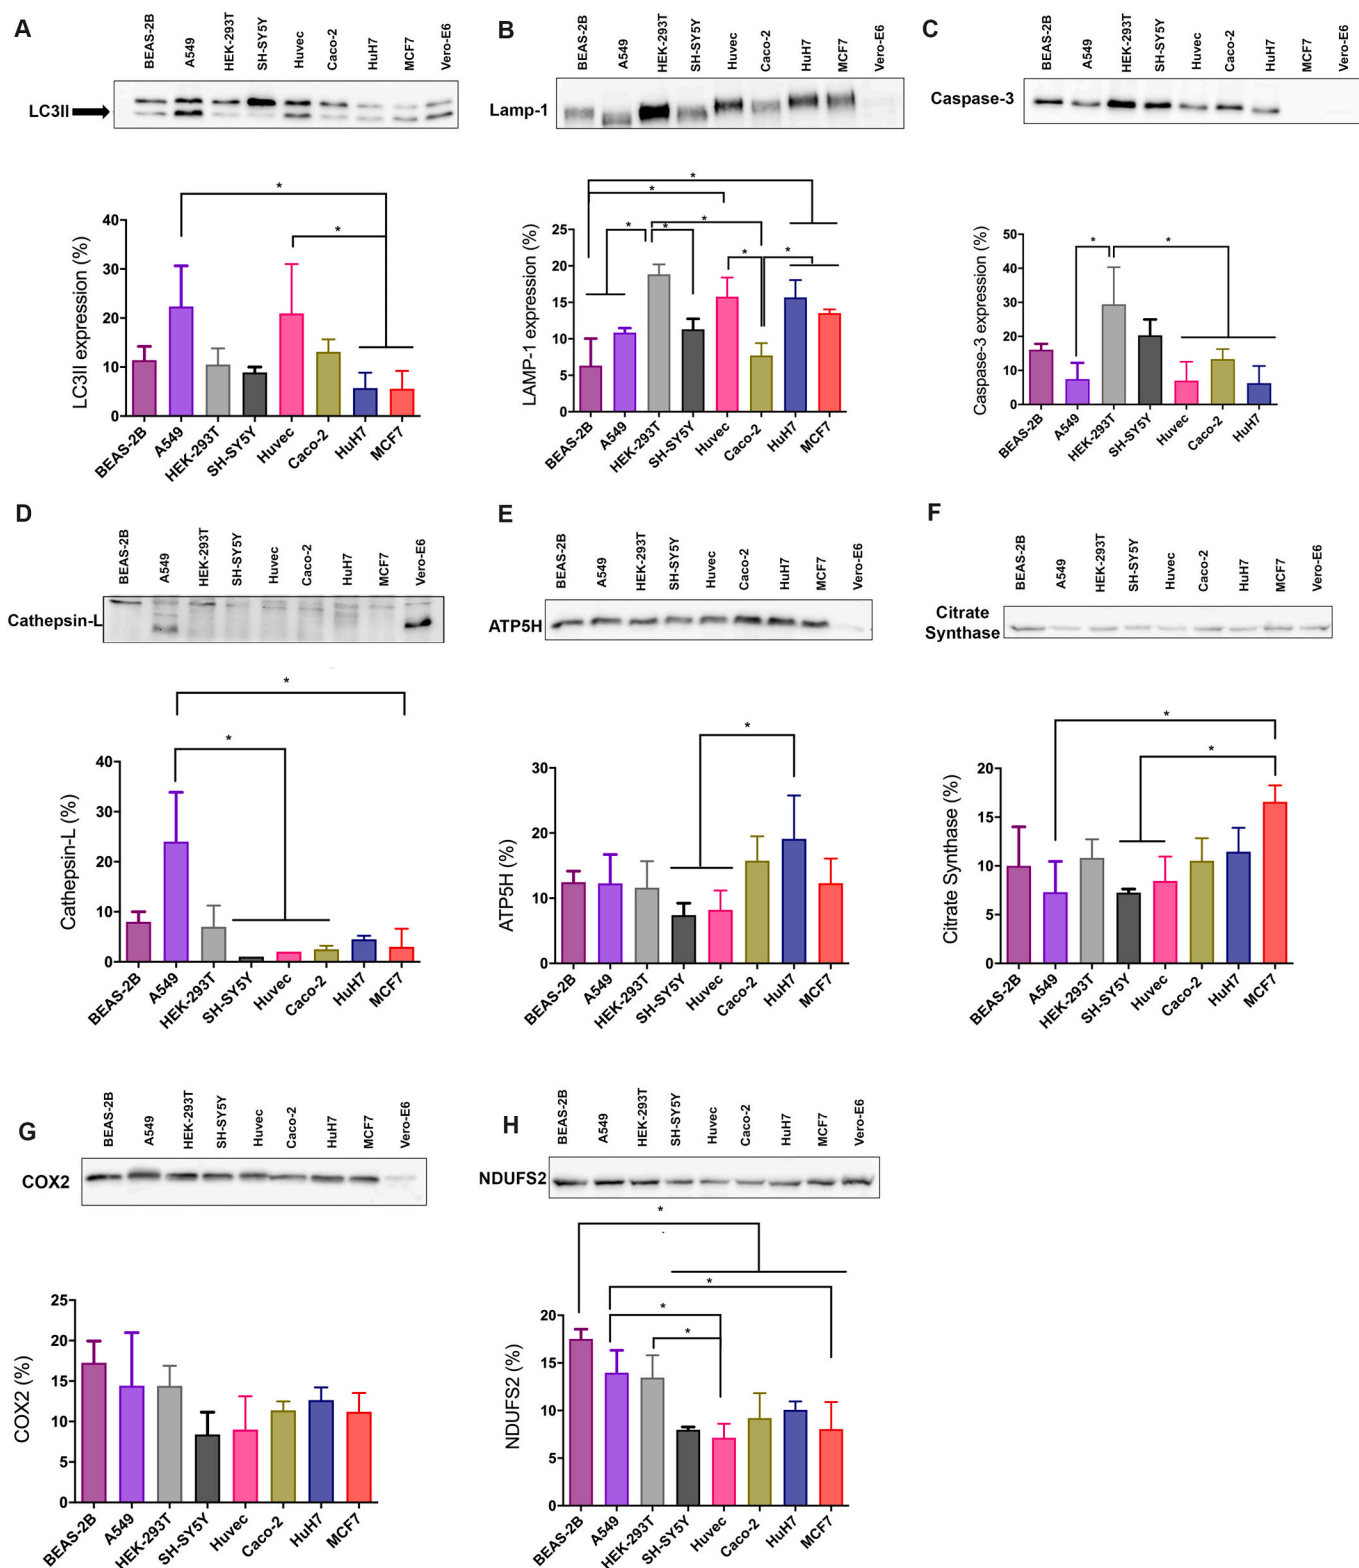 A
BEAS-2B
A549
HEK-293T
SH-SY5Y
Huvec
Caco-2
HuH7
MCF7
Vero-E6
LC3II
*
*
LC3II expression (%)
40
30
20
10
0
BEAS-2B
A549
HEK-293T
SH-SY5Y
Huvec
Caco-2
HuH7
MCF7
B
BEAS-2B
A549
HEK-293T
SH-SY5Y
Huvec
Caco-2
HuH7
MCF7
Vero-E6
Lamp-1
*
*
*
*
*
*
*
LAMP-1 expression (%)
25
20
15
10
5
0
BEAS-2B
A549
HEK-293T
SH-SY5Y
Huvec
Caco-2
HuH7
MCF7
C
BEAS-2B
A549
HEK-293T
SH-SY5Y
Huvec
Caco-2
HuH7
MCF7
Vero-E6
Caspase-3
*
*
Caspase-3 expression (%)
50
40
30
20
10
0
BEAS-2B
A549
HEK-293T
SH-SY5Y
Huvec
Caco-2
HuH7
D
BEAS-2B
A549
HEK-293T
SH-SY5Y
Huvec
Caco-2
HuH7
MCF7
Vero-E6
Cathepsin-L
*
*
Cathepsin-L (%)
40
30
20
10
0
BEAS-2B
A549
HEK-293T
SH-SY5Y
Huvec
Caco-2
HuH7
MCF7
E
BEAS-2B
A549
HEK-293T
SH-SY5Y
Huvec
Caco-2
HuH7
MCF7
Vero-E6
ATP5H
*
ATP5H (%)
30
20
10
0
BEAS-2B
A549
HEK-293T
SH-SY5Y
Huvec
Caco-2
HuH7
MCF7
F
BEAS-2B
A549
HEK-293T
SH-SY5Y
Huvec
Caco-2
HuH7
MCF7
Vero-E6
Citrate
Synthase
*
*
Citrate Synthase (%)
20
15
10
5
0
BEAS-2B
A549
HEK-293T
SH-SY5Y
Huvec
Caco-2
HuH7
MCF7
G
BEAS-2B
A549
HEK-293T
SH-SY5Y
Huvec
Caco-2
HuH7
MCF7
Vero-E6
COX2
COX2 (%)
25
20
15
10
5
0
BEAS-2B
A549
HEK-293T
SH-SY5Y
Huvec
Caco-2
HuH7
MCF7
H
BEAS-2B
A549
HEK-293T
SH-SY5Y
Huvec
Caco-2
HuH7
MCF7
Vero-E6
NDUFS2
*
*
*
*
NDUFS2 (%)
20
15
10
5
0
BEAS-2B
A549
HEK-293T
SH-SY5Y
Huvec
Caco-2
HuH7
MCF7